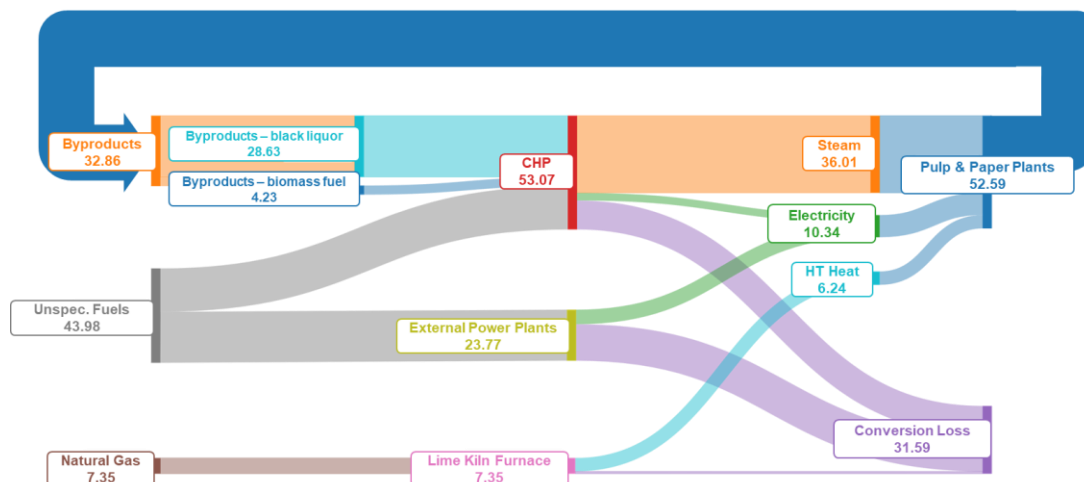 Byproducts
32.86
Byproducts – black liquor
28.63
Byproducts – biomass fuel
4.23
CHP
53.07
Steam
36.01
Pulp & Paper Plants
52.59
Electricity
10.34
HT Heat
6.24
Unspec. Fuels
43.98
External Power Plants
23.77
Conversion Loss
31.59
Natural Gas
7.35
Lime Kiln Furnace
7.35